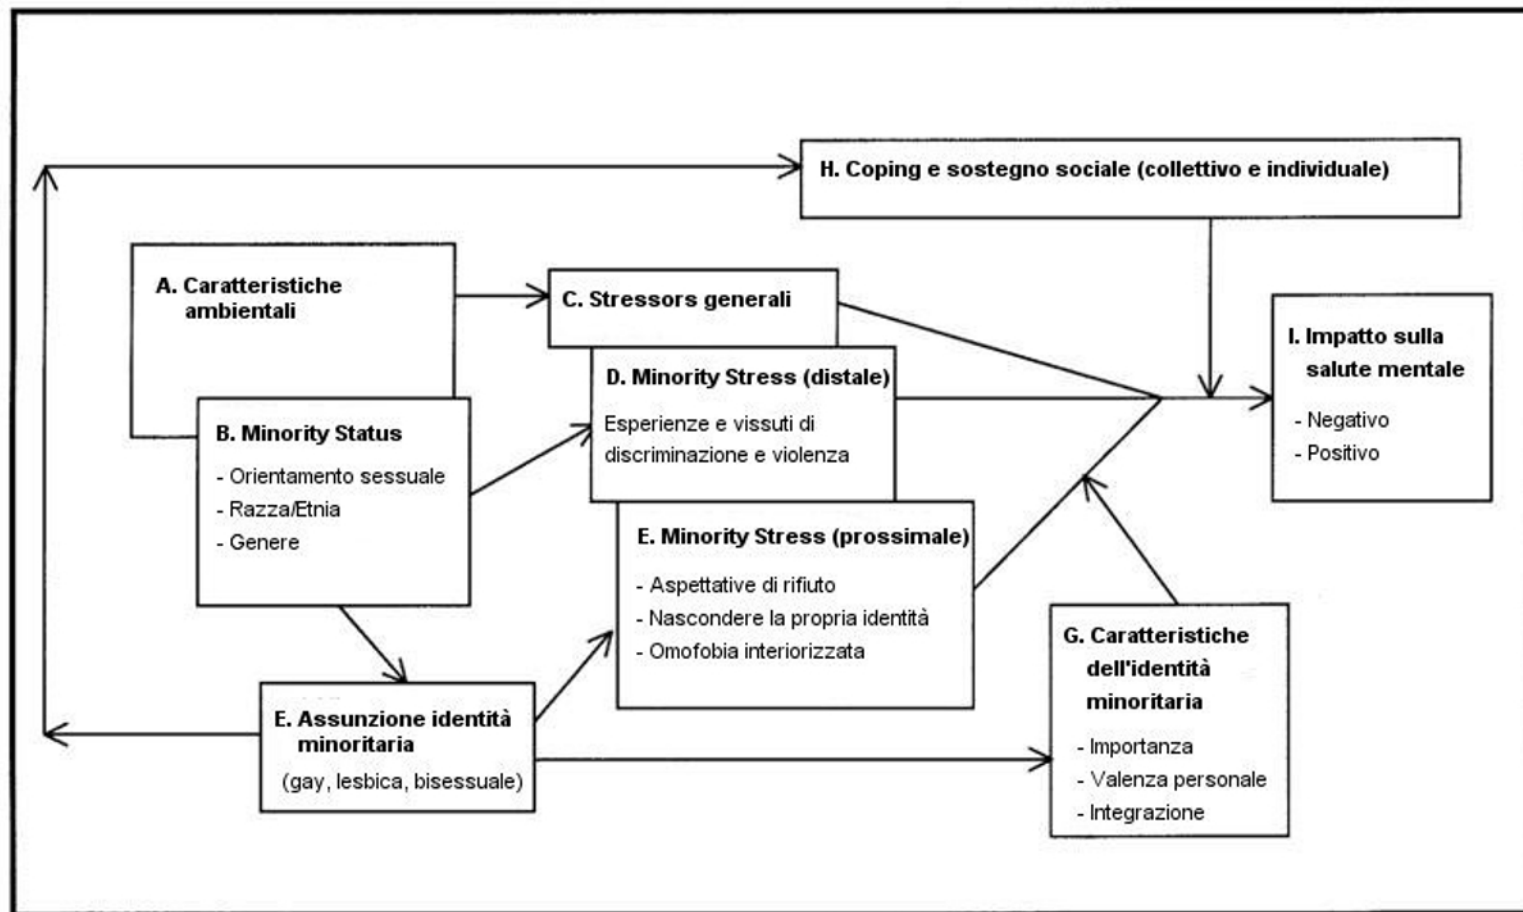 H. Coping e sostegno sociale (collettivo e individuale)
A. Caratteristiche
ambientali
C. Stressors generali
I. Impatto sulla
salute mentale
- Negativo
- Positivo
D. Minority Stress (distale)
Esperienze e vissuti di
discriminazione e violenza
B. Minority Status
- Orientamento sessuale
- Razza/Etnia
- Genere
E. Minority Stress (prossimale)
- Aspettative di rifiuto
- Nascondere la propria identità
- Omofobia interiorizzata
G. Caratteristiche
dell'identità
minoritaria
- Importanza
- Valenza personale
- Integrazione
E. Assunzione identità
minoritaria
(gay, lesbica, bisessuale)